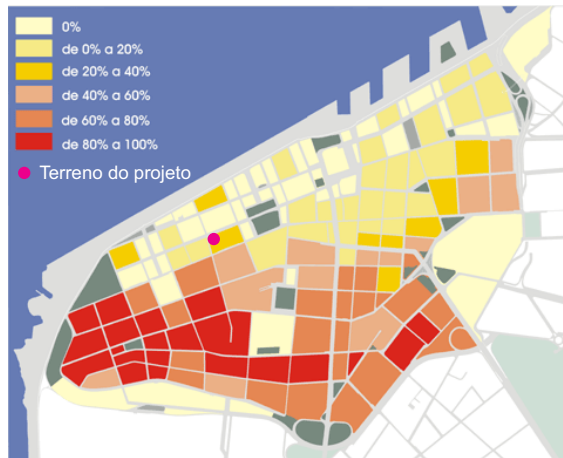 0%
de 0% a 20%
de 20% a 40%
de 40% a 60%
de 60% a 80%
de 80% a 100%
Terreno do projeto